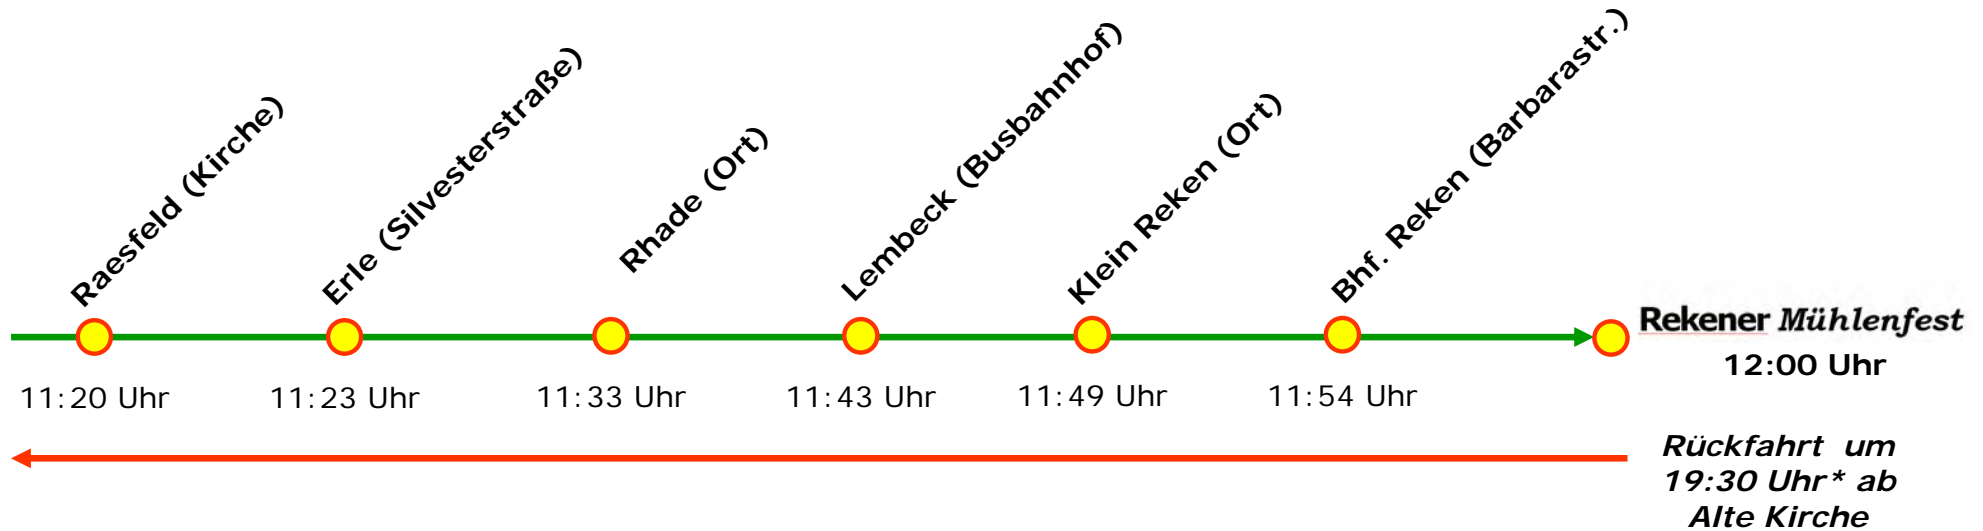 Raesfeld (Kirche)
Erle (Silvesterstraße)
Rhade (Ort)
Lembeck (Busbahnhof)
Klein Reken (Ort)
Bhf. Reken (Barbarastr.)
Rekener Mühlenfest
12:00 Uhr
11:20 Uhr
11:23 Uhr
11:33 Uhr
11:43 Uhr
11:49 Uhr
11:54 Uhr
Rückfahrt um
19:30 Uhr* ab
Alte Kirche